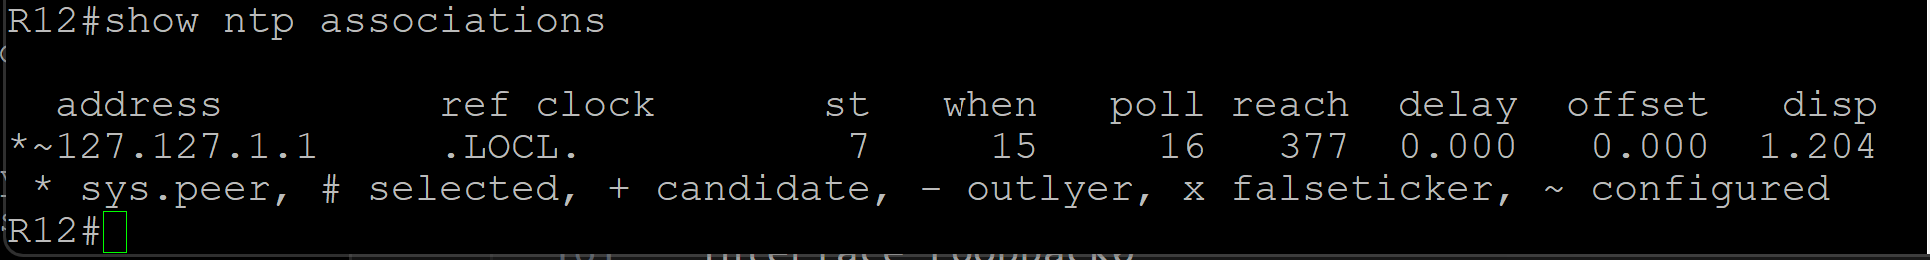 R12#show ntp associations
address ref clock st when poll reach delay offset disp
*~127.127.1.1 .LOCL. 7 15 16 377 0.000 0.000 1.204
* sys.peer, # selected, + candidate, - outlyer, x falseticker, ~ configured
R12#